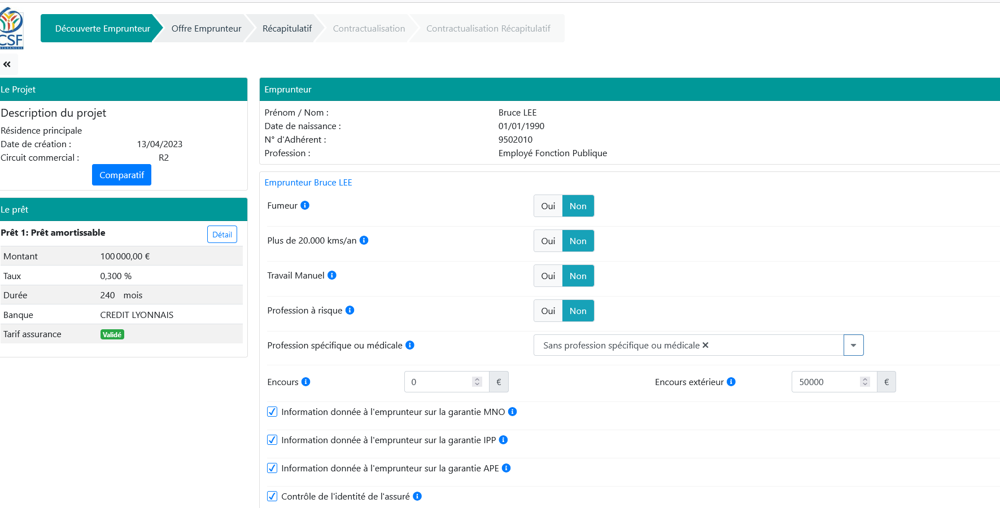 CSF
ASSURANCES
Découverte Emprunteur
Offre Emprunteur
Récapitulatif
Contractualisation
Contractualisation Récapitulatif
Le Projet
Description du projet
Résidence principale
Date de création : 13/04/2023
Circuit commercial : R2
Comparatif
Le prêt
Prêt 1: Prêt amortissable
Détail
Montant 100 000,00 €
Taux 0,300 %
Durée 240 mois
Banque CREDIT LYONNAIS
Tarif assurance Validé
Emprunteur
Prénom / Nom : Bruce LEE
Date de naissance : 01/01/1990
N° d'Adhérent : 9502010
Profession : Employé Fonction Publique
Emprunteur Bruce LEE
Fumeur Oui Non
Plus de 20.000 kms/an Oui Non
Travail Manuel Oui Non
Profession à risque Oui Non
Profession spécifique ou médicale Sans profession spécifique ou médicale
Encours 0 € Encours extérieur 50000 €
Information donnée à l'emprunteur sur la garantie MNO
Information donnée à l'emprunteur sur la garantie IPP
Information donnée à l'emprunteur sur la garantie APE
Contrôle de l'identité de l'assuré